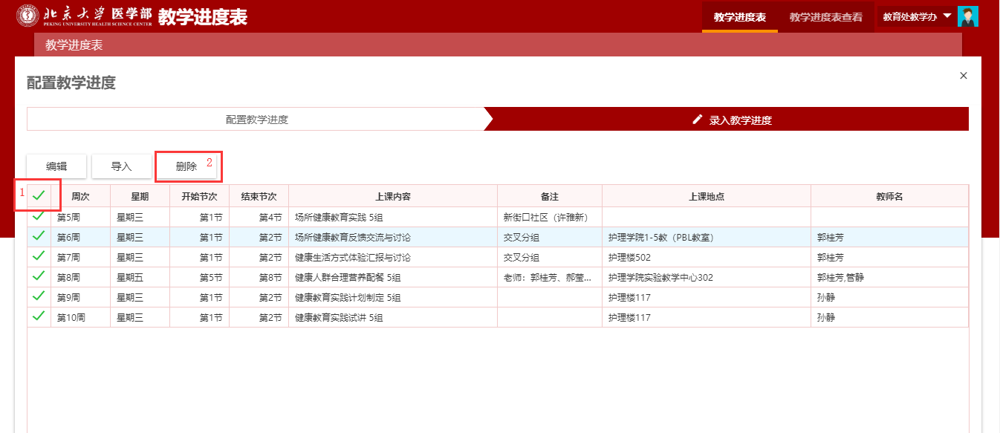 北京大学 医学部 教学进度表 教学进度表 教学进度表查看 教育处教学办
PEKING UNIVERSITY HEALTH SCIENCE CENTER
教学进度表
配置教学进度 ×
配置教学进度 录入教学进度
编辑 导入 删除 2
1 周次 星期 开始节次 结束节次 上课内容 备注 上课地点 教师名
第5周 星期三 第1节 第4节 场所健康教育实践 5组 新街口社区（许雅新）
第6周 星期三 第1节 第2节 场所健康教育反馈交流与讨论 交叉分组 护理学院1-5教（PBL教室） 郭桂芳
第7周 星期三 第1节 第2节 健康生活方式体验汇报与讨论 交叉分组 护理楼502 郭桂芳
第8周 星期五 第5节 第8节 健康人群合理营养配餐 5组 老师：郭桂芳、郝莹... 护理学院实验教学中心302 郭桂芳,管静
第9周 星期三 第1节 第2节 健康教育实践计划制定 5组 护理楼117 孙静
第10周 星期三 第1节 第2节 健康教育实践试讲 5组 护理楼117 孙静